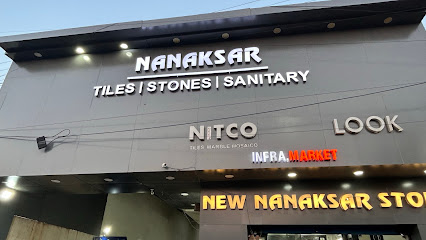 NANAKSAR
TILES | STONES | SANITARY
NITCO
LOOK
TILES MARBLE MOSAICO
INFRA.MARKET
NEW NANAKSAR STO